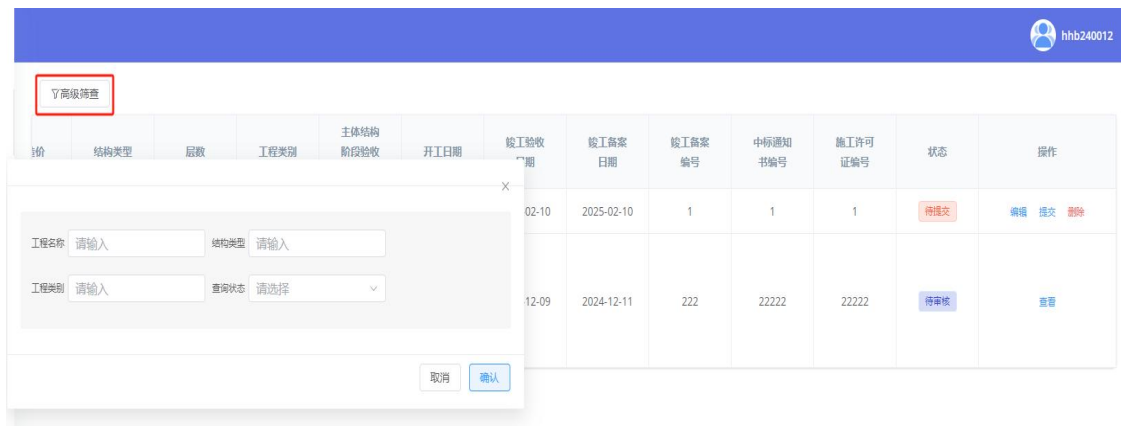 hhb240012
高级筛查
结构类型
层数
工程类别
主体结构
阶段验收
开工日期
竣工验收
竣工备案
日期
竣工备案
编号
中标通知
书编号
施工许可
证编号
状态
操作
02-10
2025-02-10
1
1
1
待提交
编辑 提交 删除
12-09
2024-12-11
222
22222
22222
待审核
查看
X
工程名称 请输入
结构类型 请输入
工程类别 请输入
查询状态 请选择
取消
确认